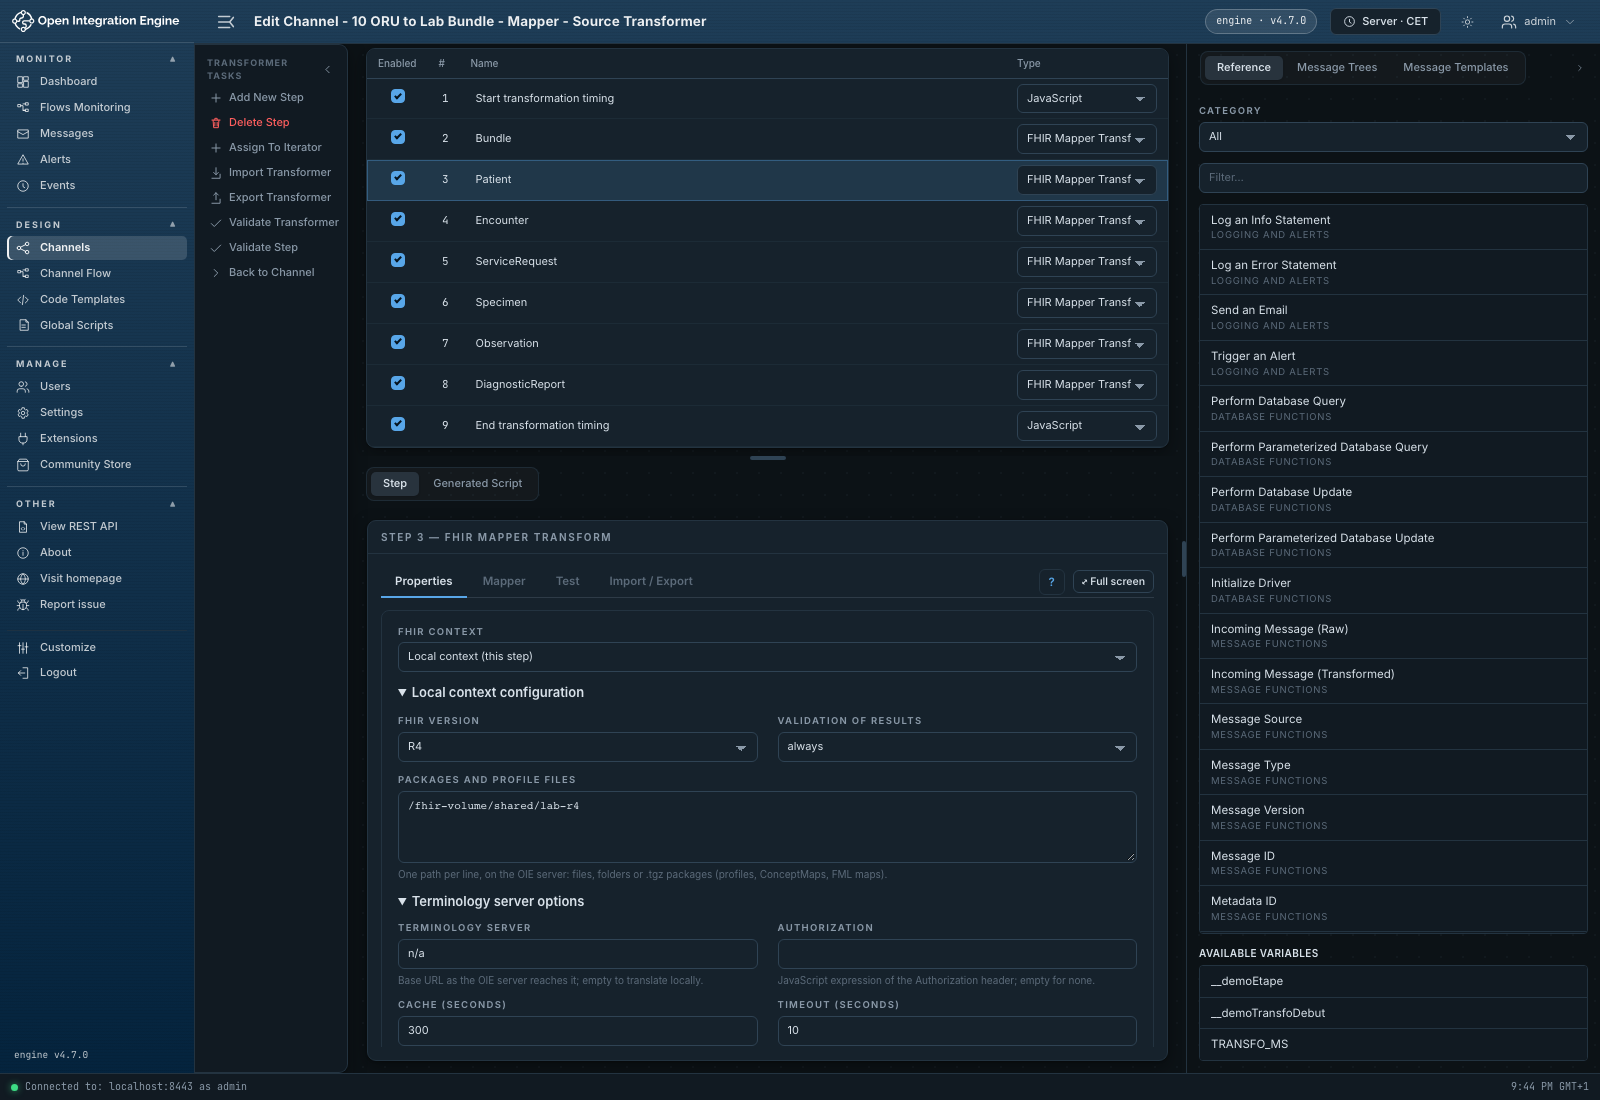 Open Integration Engine
Edit Channel - 10 ORU to Lab Bundle - Mapper - Source Transformer
engine · v4.7.0
Server · CET
admin
MONITOR
Dashboard
Flows Monitoring
Messages
Alerts
Events
DESIGN
Channels
Channel Flow
Code Templates
Global Scripts
MANAGE
Users
Settings
Extensions
Community Store
OTHER
View REST API
About
Visit homepage
Report issue
Customize
Logout
engine v4.7.0
TRANSFORMER
TASKS
Add New Step
Delete Step
Assign To Iterator
Import Transformer
Export Transformer
Validate Transformer
Validate Step
Back to Channel
Enabled # Name Type
1 Start transformation timing JavaScript
2 Bundle FHIR Mapper Transf
3 Patient FHIR Mapper Transf
4 Encounter FHIR Mapper Transf
5 ServiceRequest FHIR Mapper Transf
6 Specimen FHIR Mapper Transf
7 Observation FHIR Mapper Transf
8 DiagnosticReport FHIR Mapper Transf
9 End transformation timing JavaScript
Step Generated Script
STEP 3 — FHIR MAPPER TRANSFORM
Properties Mapper Test Import / Export ? Full screen
FHIR CONTEXT
Local context (this step)
Local context configuration
FHIR VERSION VALIDATION OF RESULTS
R4 always
PACKAGES AND PROFILE FILES
/fhir-volume/shared/lab-r4
One path per line, on the OIE server: files, folders or .tgz packages (profiles, ConceptMaps, FML maps).
Terminology server options
TERMINOLOGY SERVER AUTHORIZATION
n/a
Base URL as the OIE server reaches it; empty to translate locally. JavaScript expression of the Authorization header; empty for none.
CACHE (SECONDS) TIMEOUT (SECONDS)
300 10
Reference Message Trees Message Templates
CATEGORY
All
Filter...
Log an Info Statement
LOGGING AND ALERTS
Log an Error Statement
LOGGING AND ALERTS
Send an Email
LOGGING AND ALERTS
Trigger an Alert
LOGGING AND ALERTS
Perform Database Query
DATABASE FUNCTIONS
Perform Parameterized Database Query
DATABASE FUNCTIONS
Perform Database Update
DATABASE FUNCTIONS
Perform Parameterized Database Update
DATABASE FUNCTIONS
Initialize Driver
DATABASE FUNCTIONS
Incoming Message (Raw)
MESSAGE FUNCTIONS
Incoming Message (Transformed)
MESSAGE FUNCTIONS
Message Source
MESSAGE FUNCTIONS
Message Type
MESSAGE FUNCTIONS
Message Version
MESSAGE FUNCTIONS
Message ID
MESSAGE FUNCTIONS
Metadata ID
MESSAGE FUNCTIONS
AVAILABLE VARIABLES
__demoEtape
__demoTransfoDebut
TRANSFO_MS
Connected to: localhost:8443 as admin
9:44 PM GMT+1